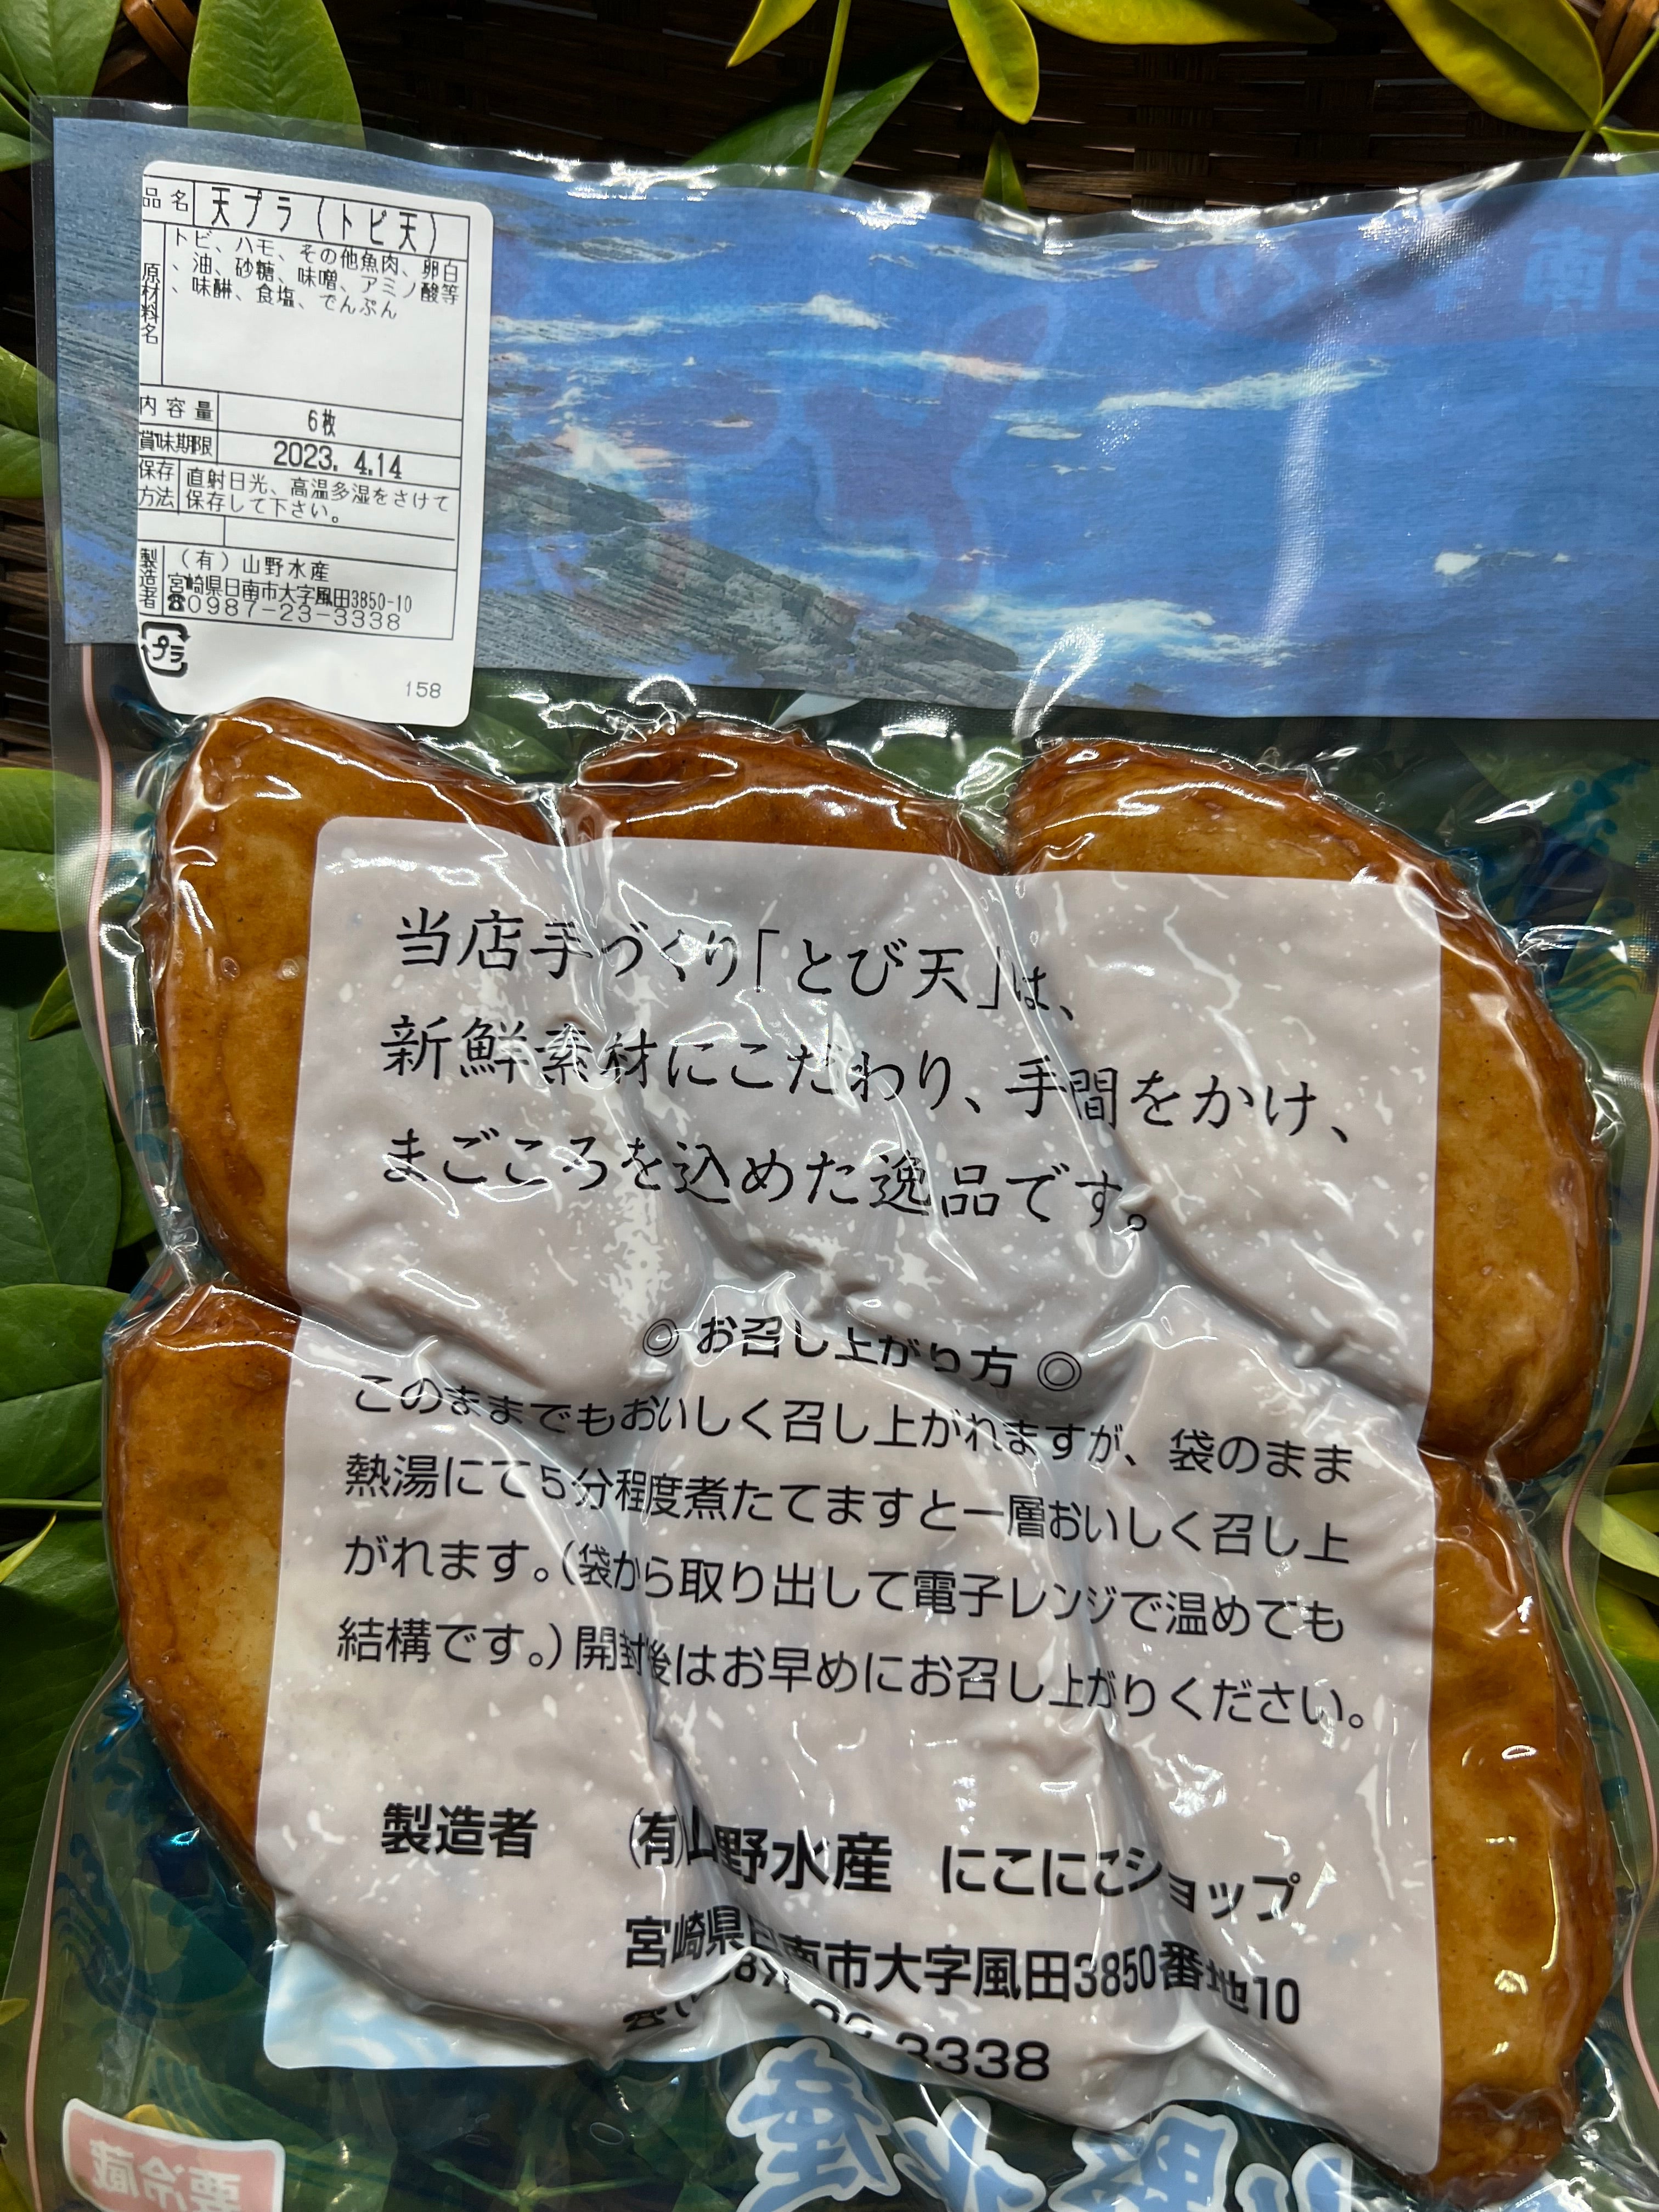 品名 天プラ(トビ天)
原材料名 トビ、ハモ、その他魚肉、卵白
、油、砂糖、味噌、アミノ酸等
、味醂、食塩、でんぷん
内容量 6枚
賞味期限 2023. 4.14
保存方法 直射日光、高温多湿をさけて
保存して下さい。
製造者 (有)山野水産
宮崎県日南市大字風田3850-10
☎0987-23-3338
プラ
158
当店手づくり「とび天」は、
新鮮素材にこだわり、手間をかけ、
まごころを込めた逸品です。
◎ お召し上がり方 ◎
このままでもおいしく召し上がれますが、袋のまま
熱湯にて5分程度煮たてますと一層おいしく召し上
がれます。(袋から取り出して電子レンジで温めても
結構です。)開封後はお早めにお召し上がりください。
製造者 (有)山野水産 にこにこショップ
宮崎県日南市大字風田3850番地10
3338
要冷蔵
山野水産